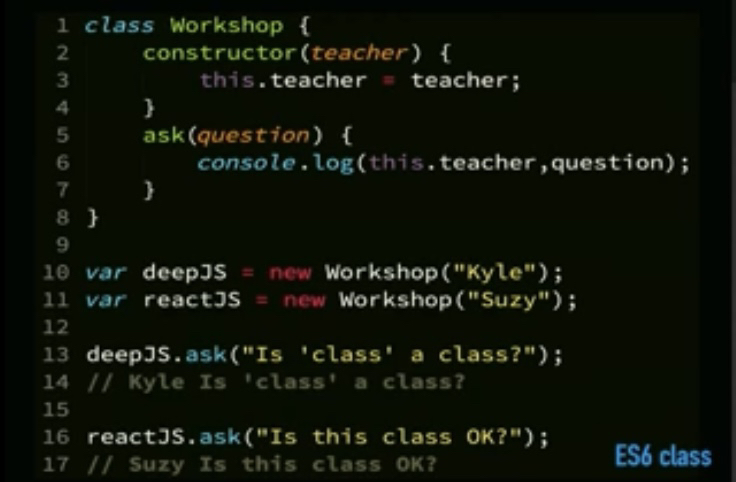 1 class Workshop {
2     constructor(teacher) {
3         this.teacher = teacher;
4     }
5     ask(question) {
6         console.log(this.teacher,question);
7     }
8 }
9
10 var deepJS = new Workshop("Kyle");
11 var reactJS = new Workshop("Suzy");
12
13 deepJS.ask("Is 'class' a class?");
14 // Kyle Is 'class' a class?
15
16 reactJS.ask("Is this class OK?");
17 // Suzy Is this class OK?
ES6 class